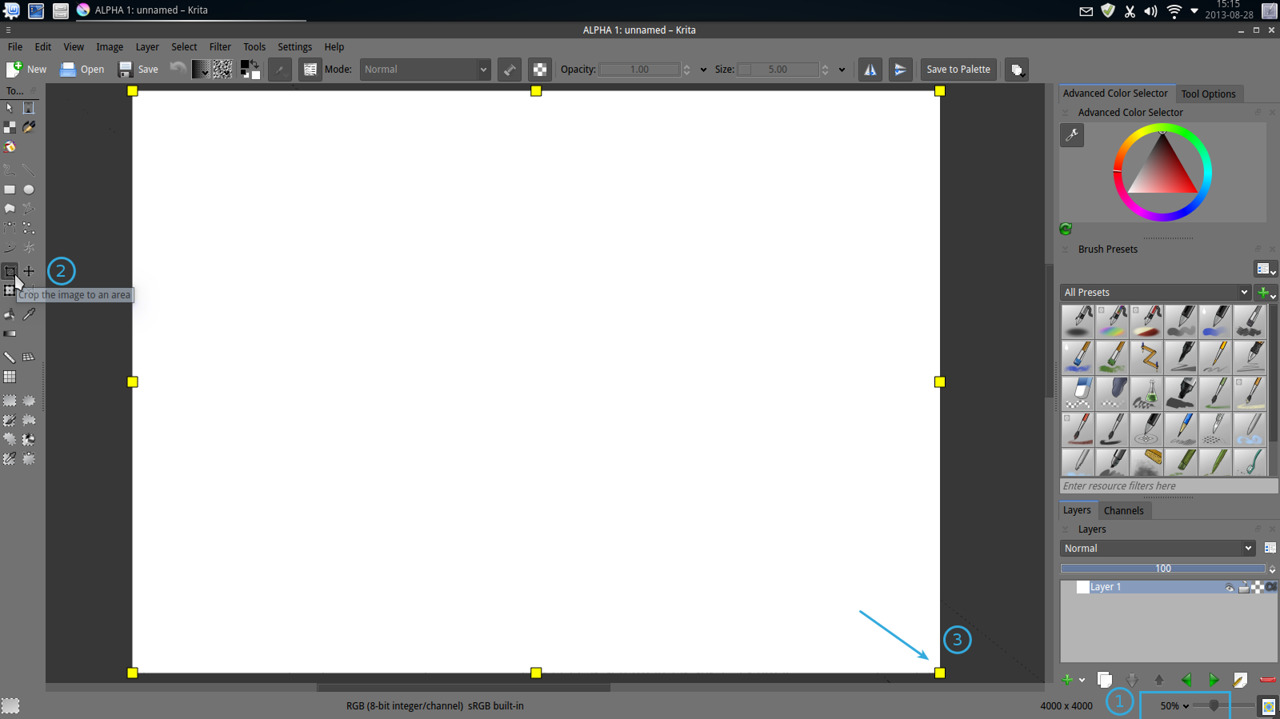 ALPHA 1: unnamed – Krita
15:15
2013-08-28
ALPHA 1: unnamed – Krita
File Edit View Image Layer Select Filter Tools Settings Help
New Open Save Mode: Normal Opacity: 1.00 Size: 5.00 Save to Palette
To...
Advanced Color Selector Tool Options
Advanced Color Selector
Brush Presets
2
Crop the image to an area
All Presets
Enter resource filters here
Layers Channels
Layers
Normal
100
Layer 1
3
RGB (8-bit integer/channel) sRGB built-in
4000 x 4000
1
50%